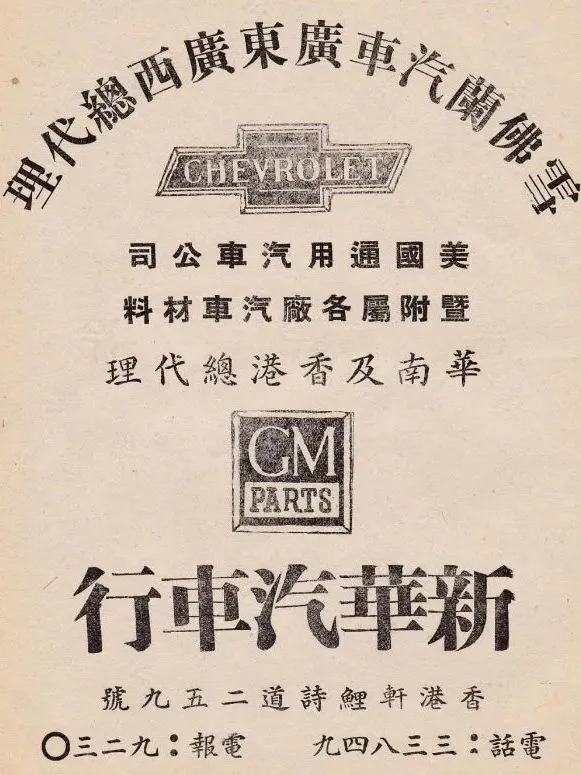 雪佛蘭汽車廣東廣西總代理
CHEVROLET
美國通用汽車公司
暨附屬各廠汽車材料
華南及香港總代理
GM
PARTS
新華汽車行
香港軒鯉詩道二五九號
電話：三三八四九 電報：九二三〇